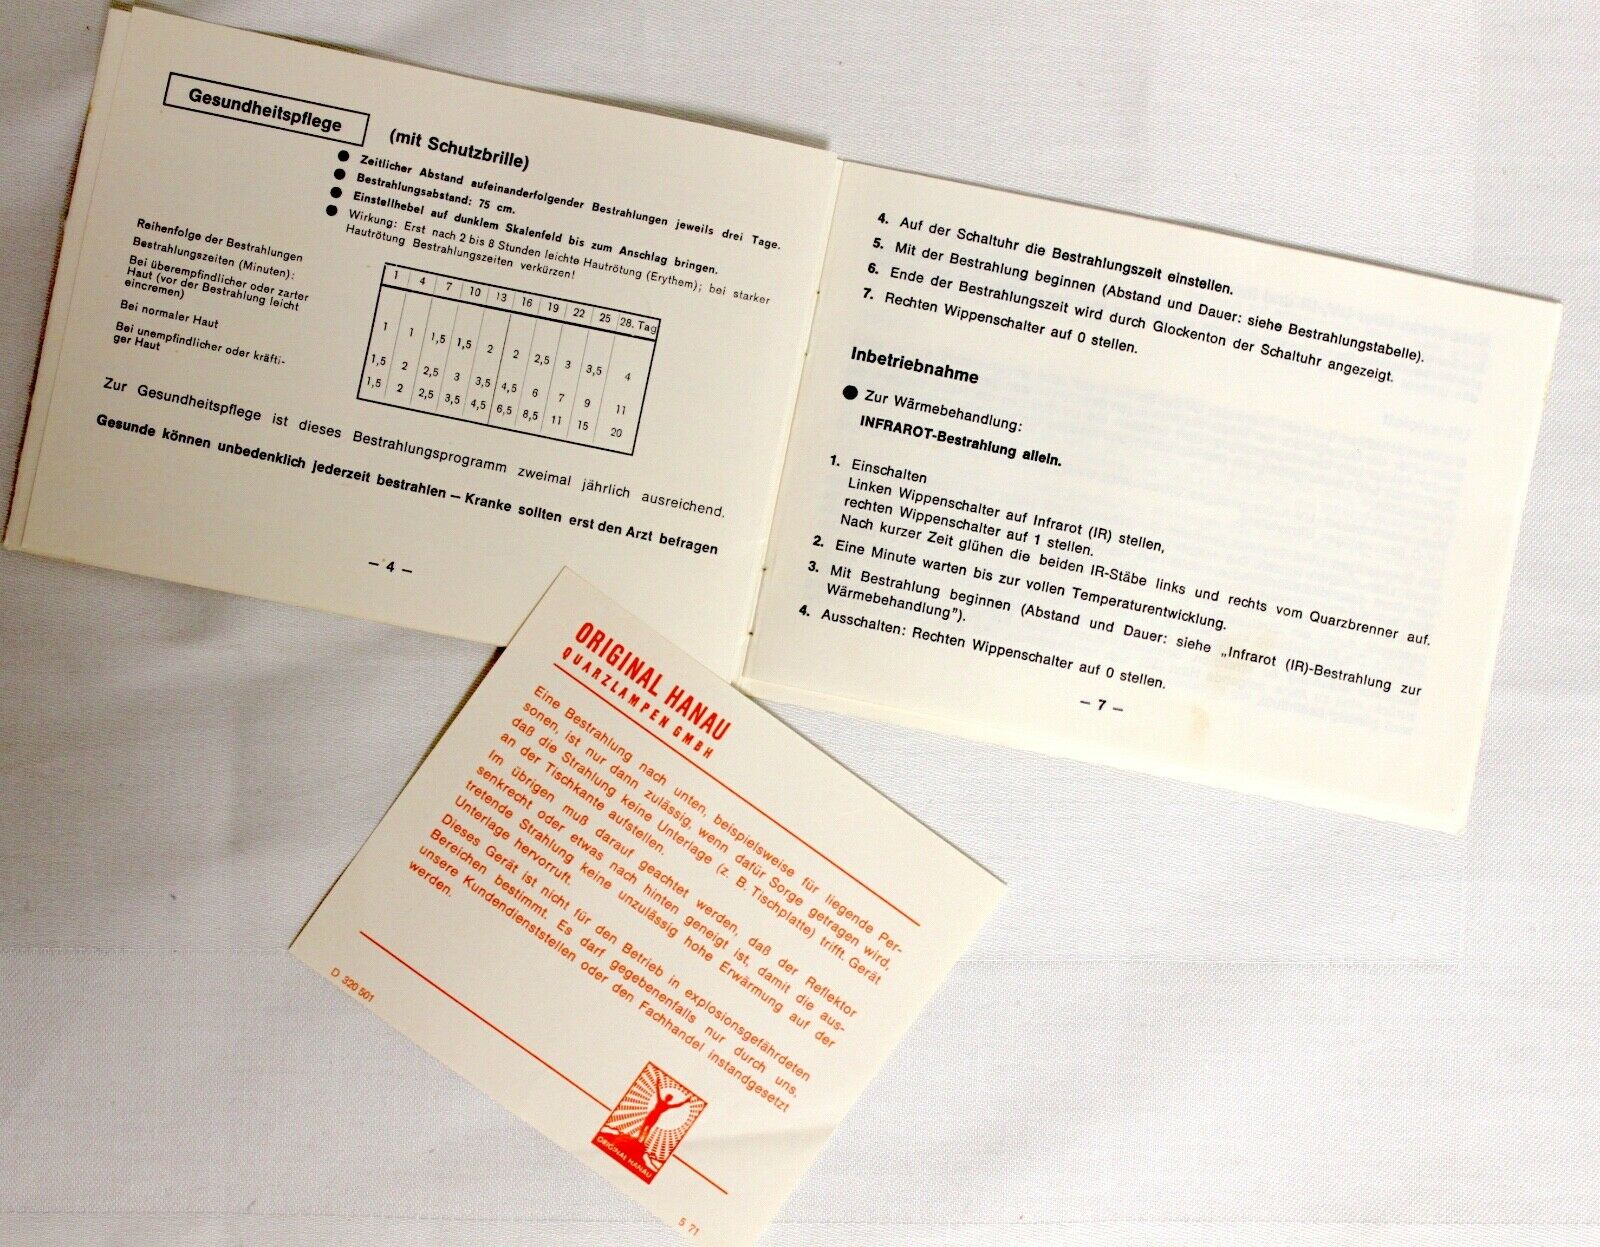 Gesundheitspflege
(mit Schutzbrille)
● Zeitlicher Abstand aufeinanderfolgender Bestrahlungen jeweils drei Tage.
● Bestrahlungsabstand: 75 cm.
● Einstellhebel auf dunklem Skalenfeld bis zum Anschlag bringen.
● Wirkung: Erst nach 2 bis 8 Stunden leichte Hautrötung (Erythem); bei starker
Hautrötung Bestrahlungszeiten verkürzen!
Reihenfolge der Bestrahlungen
1 4 7 10 13 16 19 22 25 28. Tag
Bestrahlungszeiten (Minuten):
Bei überempfindlicher oder zarter
Haut (vor der Bestrahlung leicht
eincremen)
1 1 1,5 1,5 2 2 2,5 3 3,5 4
Bei normaler Haut
1,5 2 2,5 3 3,5 4,5 6 7 9 11
Bei unempfindlicher oder kräfti-
ger Haut
1,5 2 2,5 3,5 4,5 6,5 8,5 11 15 20
Zur Gesundheitspflege ist dieses Bestrahlungsprogramm zweimal jährlich ausreichend.
Gesunde können unbedenklich jederzeit bestrahlen — Kranke sollten erst den Arzt befragen
— 4 —
4. Auf der Schaltuhr die Bestrahlungszeit einstellen.
5. Mit der Bestrahlung beginnen (Abstand und Dauer: siehe Bestrahlungstabelle).
6. Ende der Bestrahlungszeit wird durch Glockenton der Schaltuhr angezeigt.
7. Rechten Wippenschalter auf 0 stellen.
Inbetriebnahme
● Zur Wärmebehandlung:
INFRAROT-Bestrahlung allein.
1. Einschalten
Linken Wippenschalter auf Infrarot (IR) stellen,
rechten Wippenschalter auf 1 stellen.
Nach kurzer Zeit glühen die beiden IR-Stäbe links und rechts vom Quarzbrenner auf.
2. Eine Minute warten bis zur vollen Temperaturentwicklung.
3. Mit Bestrahlung beginnen (Abstand und Dauer: siehe „Infrarot (IR)-Bestrahlung zur
Wärmebehandlung”).
4. Ausschalten: Rechten Wippenschalter auf 0 stellen.
— 7 —
ORIGINAL HANAU
QUARZLAMPEN GMBH
Eine Bestrahlung nach unten, beispielsweise für liegende Per-
sonen, ist nur dann zulässig, wenn dafür Sorge getragen wird,
daß die Strahlung keine Unterlage (z. B. Tischplatte) trifft. Gerät
an der Tischkante aufstellen.
Im übrigen muß darauf geachtet werden, daß der Reflektor
senkrecht oder etwas nach hinten geneigt ist, damit die aus-
tretende Strahlung keine unzulässig hohe Erwärmung auf der
Unterlage hervorruft.
Dieses Gerät ist nicht für den Betrieb in explosionsgefährdeten
Bereichen bestimmt. Es darf gegebenenfalls nur durch uns,
unsere Kundendienststellen oder den Fachhandel instandgesetzt
werden.
D 320 501
ORIGINAL HANAU
5 71